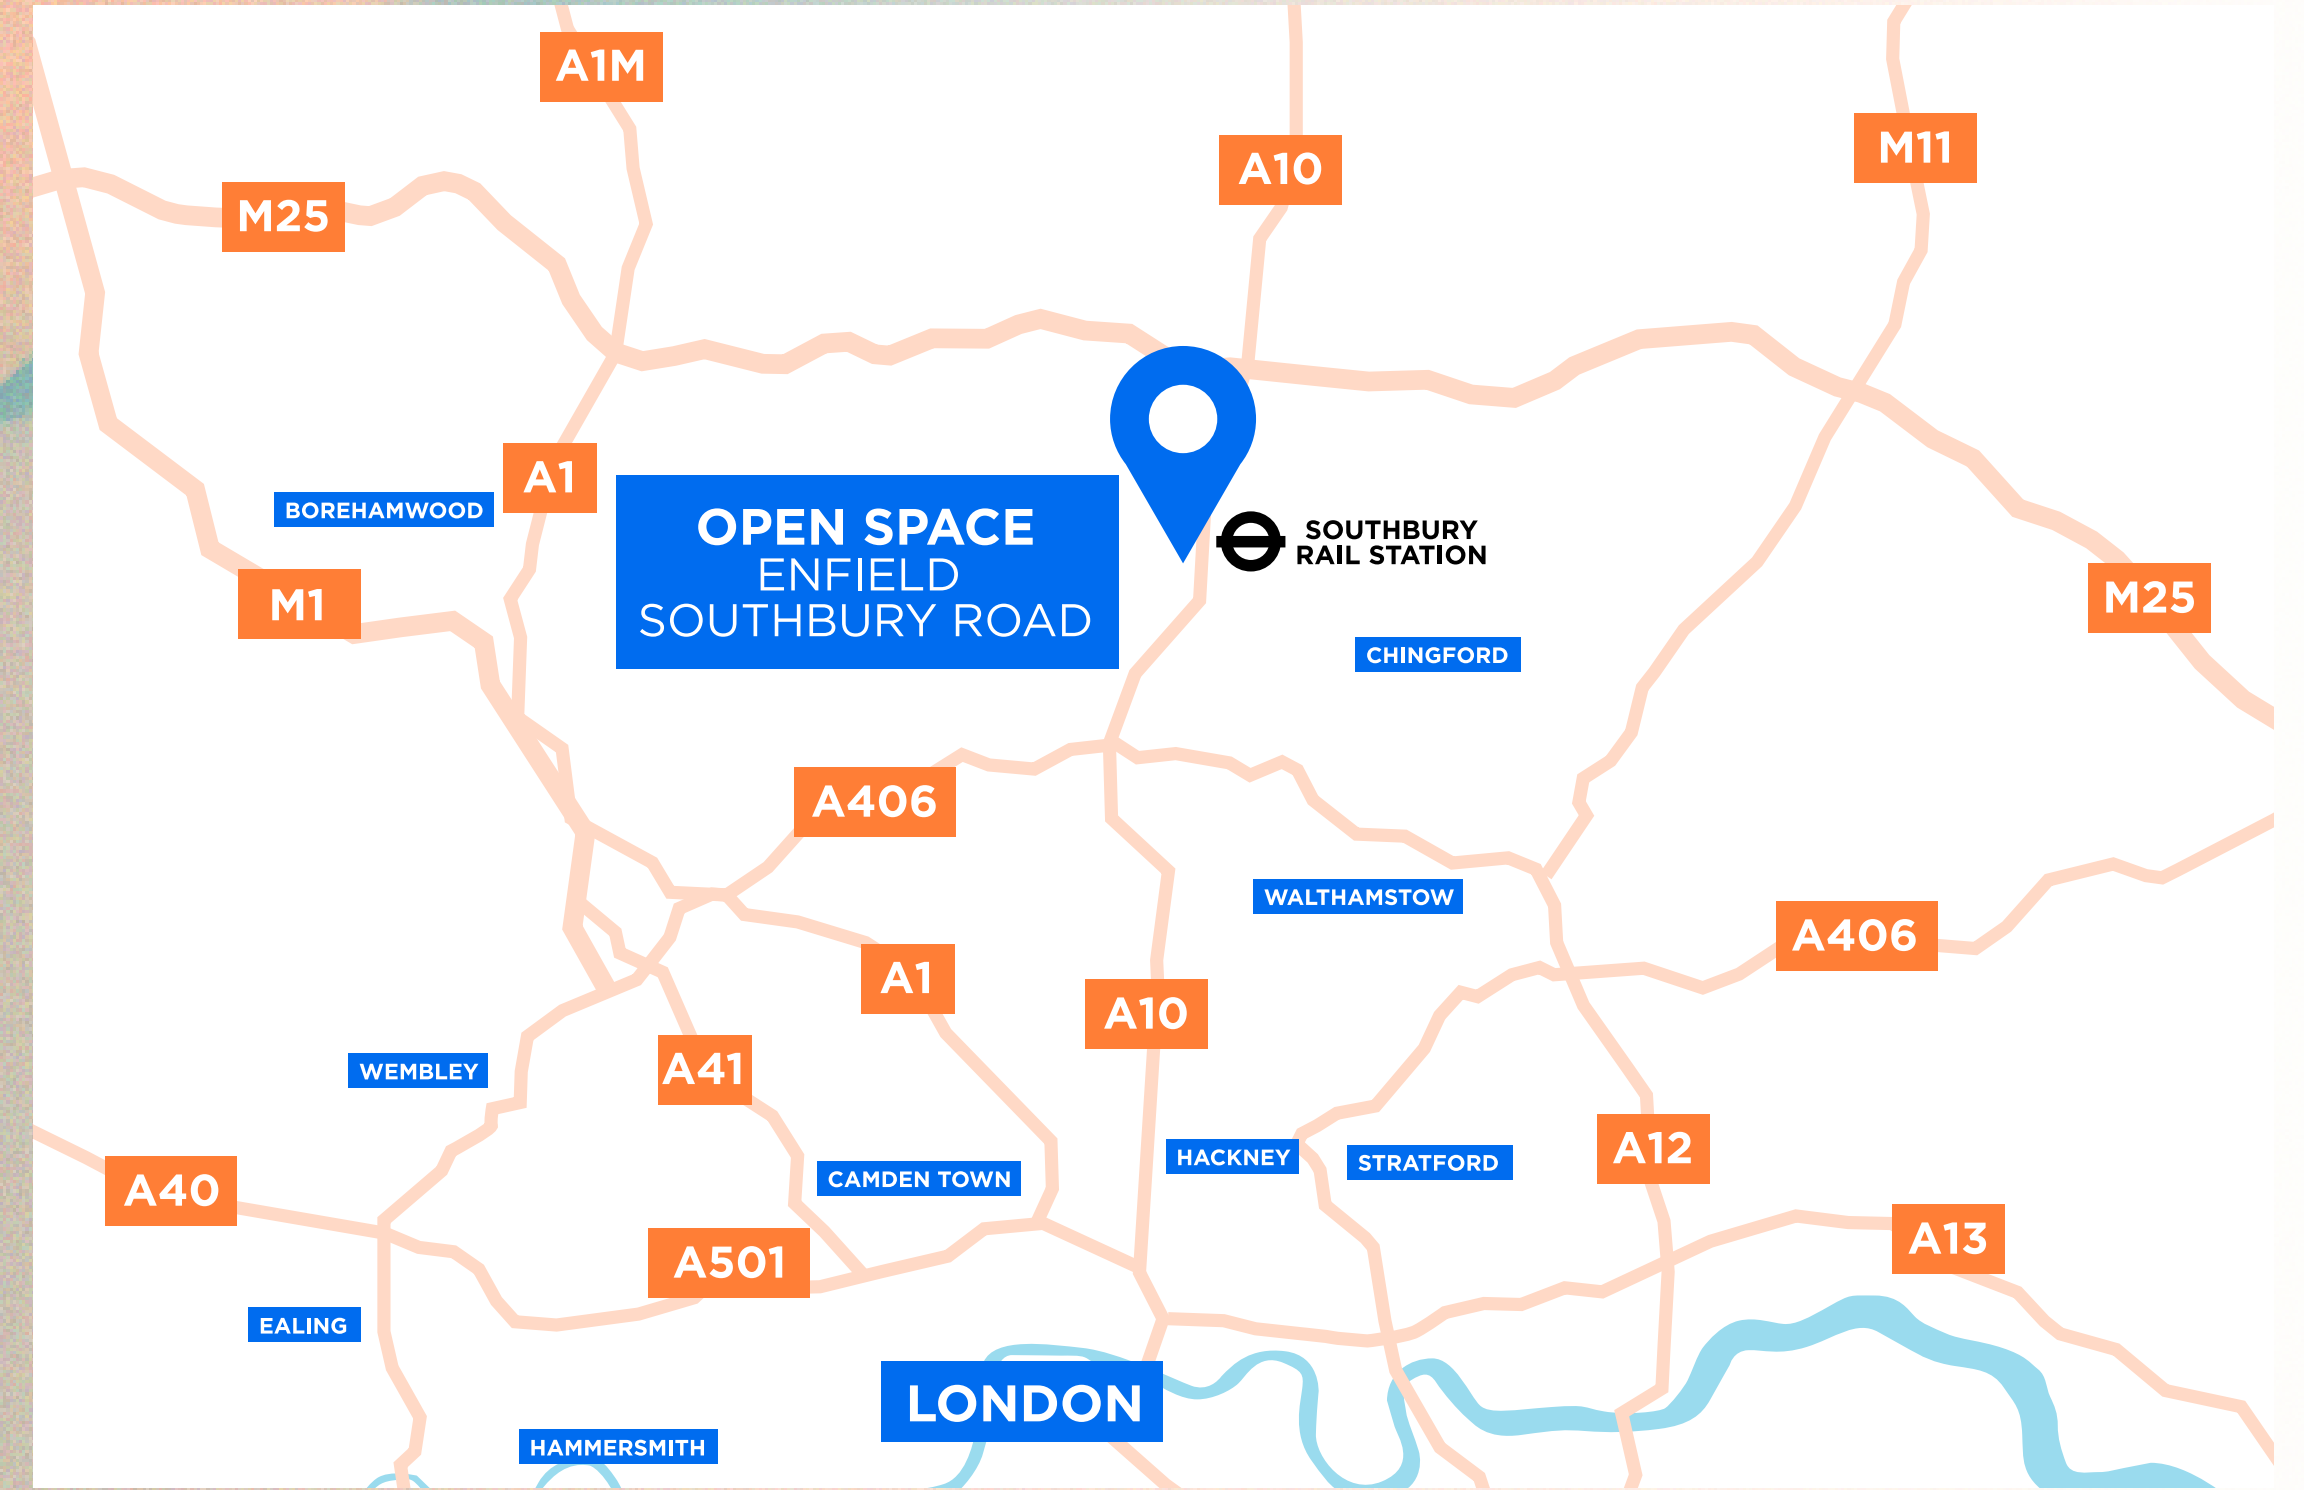 A1M
A10
M11
M25
A1
BOREHAMWOOD
OPEN SPACE
ENFIELD
SOUTHBURY ROAD
SOUTHBURY
RAIL STATION
M1
M25
CHINGFORD
A406
WALTHAMSTOW
A406
A1
A10
WEMBLEY
A41
A12
HACKNEY
STRATFORD
CAMDEN TOWN
A40
A501
A13
EALING
LONDON
HAMMERSMITH